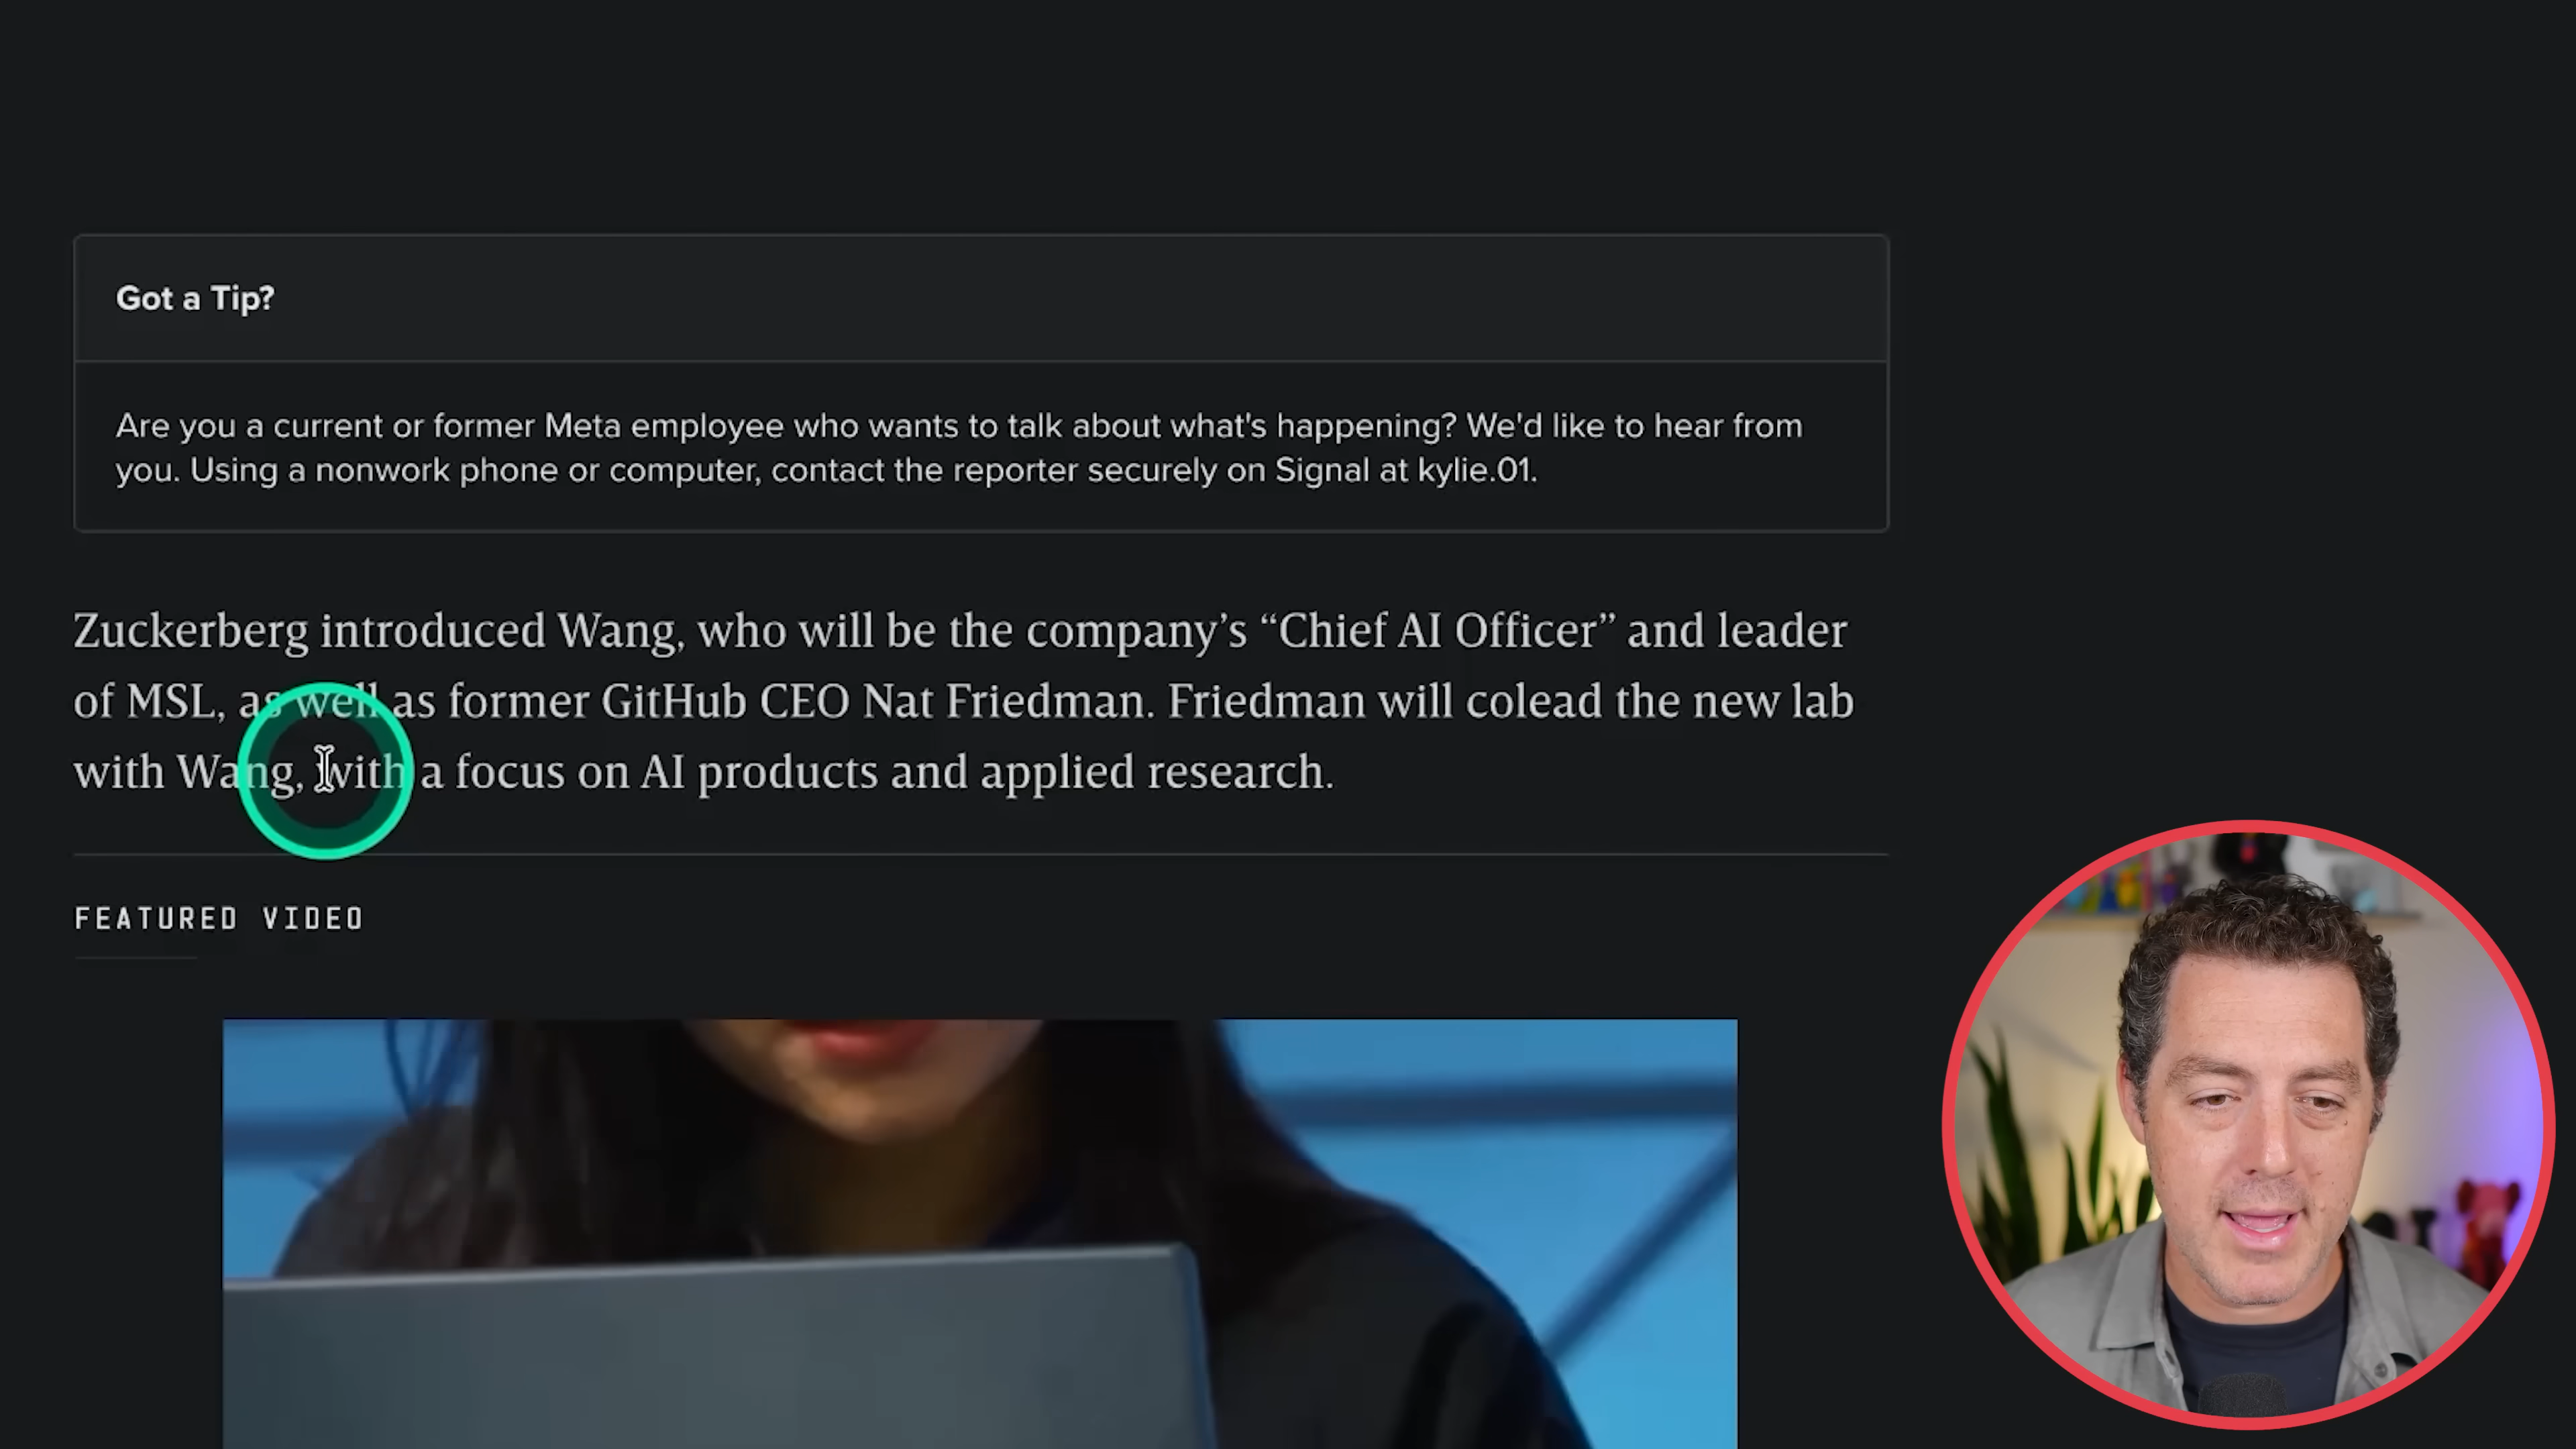 Got a Tip?
Are you a current or former Meta employee who wants to talk about what's happening? We'd like to hear from
you. Using a nonwork phone or computer, contact the reporter securely on Signal at kylie.01.
Zuckerberg introduced Wang, who will be the company’s “Chief AI Officer” and leader
of MSL, as well as former GitHub CEO Nat Friedman. Friedman will colead the new lab
with Wang, with a focus on AI products and applied research.
FEATURED VIDEO